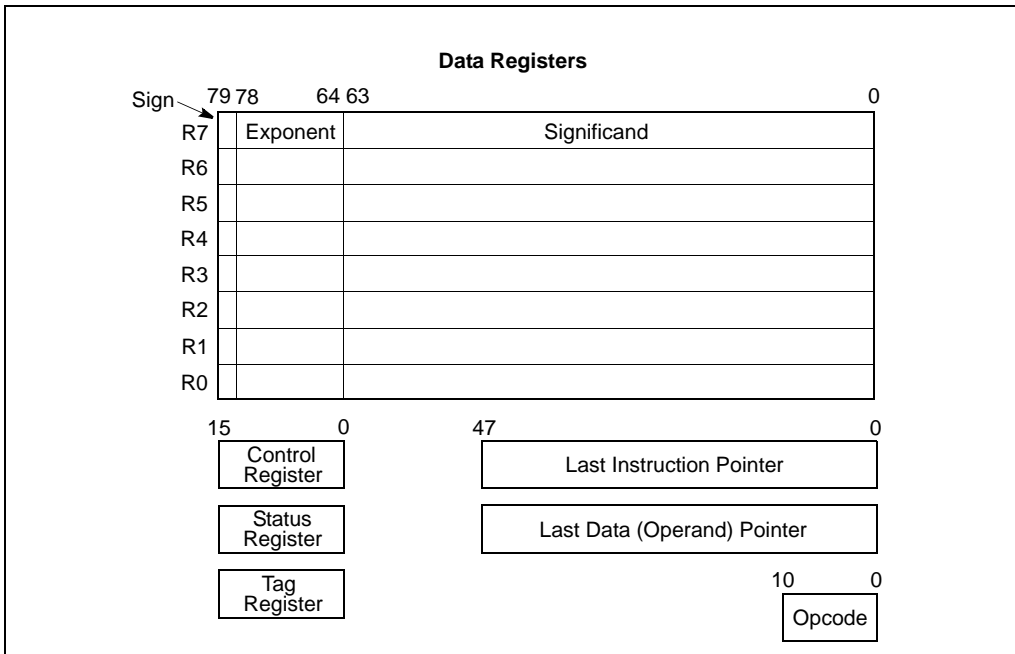 Data Registers
Sign 79 78 64 63 0
R7 Exponent Significand
R6
R5
R4
R3
R2
R1
R0
15 0 47 0
Control
Register
Last Instruction Pointer
Status
Register
Last Data (Operand) Pointer
Tag
Register
10 0
Opcode